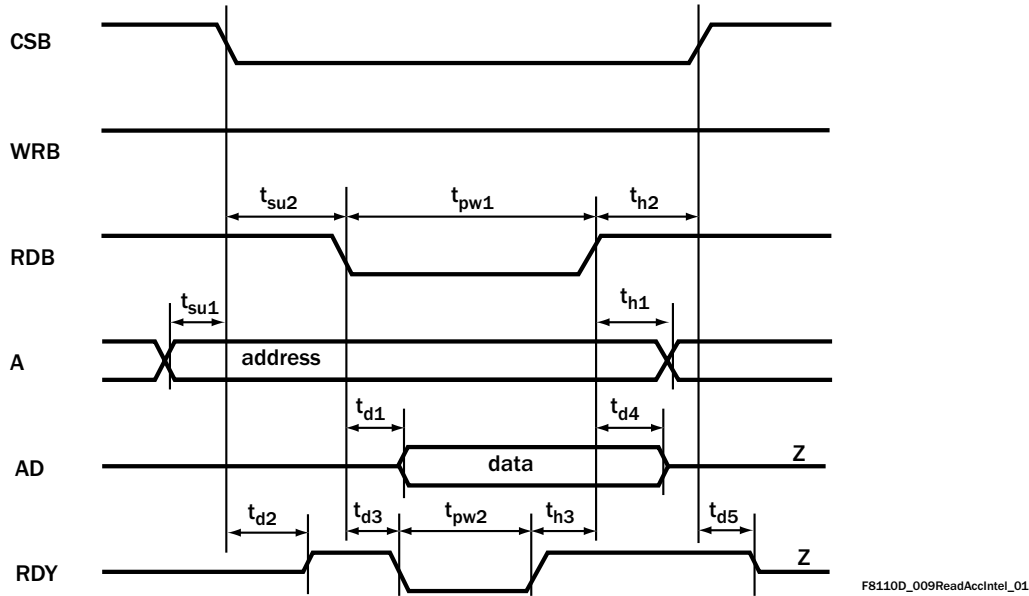 CSB
WRB
tsu2 tpw1 th2
RDB
tsu1 th1
A address
td1 td4
AD data Z
td2 td3 tpw2 th3 td5
RDY Z
F8110D_009ReadAccIntel_01